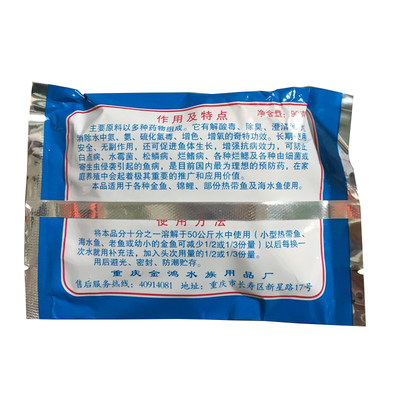 作用及特点
主要原料以多种药物组成。它有解酸毒、除臭、澄清
消除水中氮、氨、硫化氢毒、增色、增氧的奇特功效。长期
安全、无副作用，还可促进鱼体生长，增强抗病效力，可防止
白点病、水霉菌、松鳞病、烂鳍病、各种烂鳃及各种由细菌或
寄生虫侵袭引起的鱼病，是目前国内最为理想的预防药，在家
庭养殖中会起着极其重要的推广和应用价值。
本品适用于各种金鱼、锦鲤、部份热带鱼及海水鱼使用。
使用方法
将本品分十分之一溶解于50公斤水中使用（小型热带鱼、
海水鱼、老鱼或幼小的金鱼可减少1/2或1/3份量）以后每换一
次水就用补充法，加入头次用量的1/2或1/3份量。
用后避光、密封、防潮贮存。
重庆金鸿水族用品厂
售后服务热线：40914081 地址：重庆市长寿区新星路17号